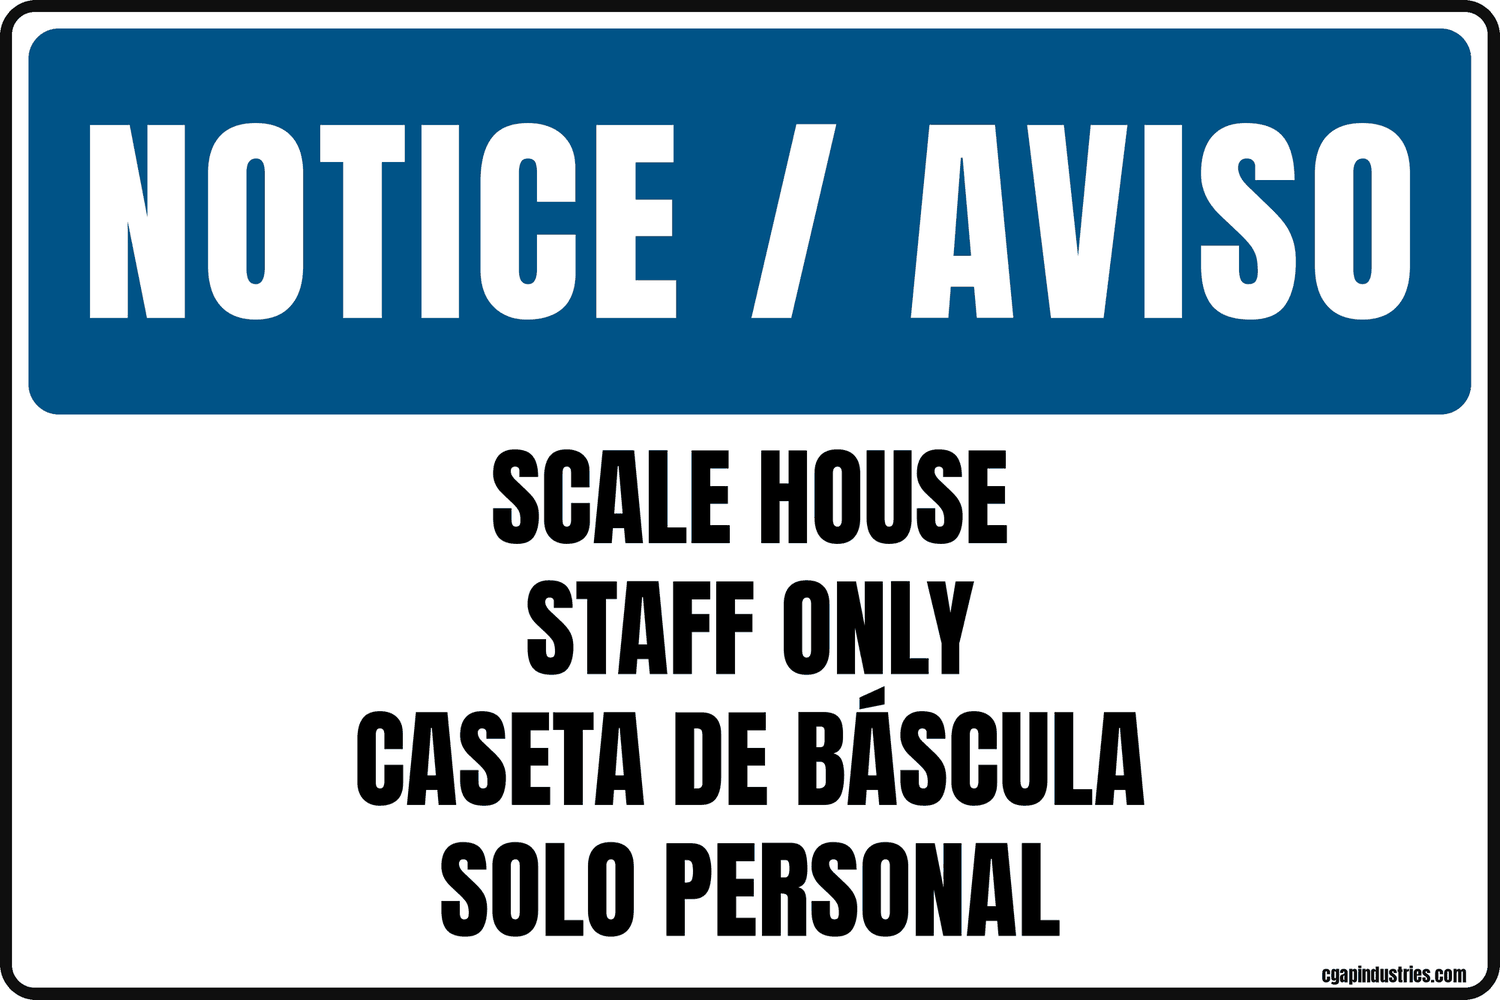 NOTICE / AVISO
SCALE HOUSE
STAFF ONLY
CASETA DE BÁSCULA
SOLO PERSONAL
cgapindustries.com